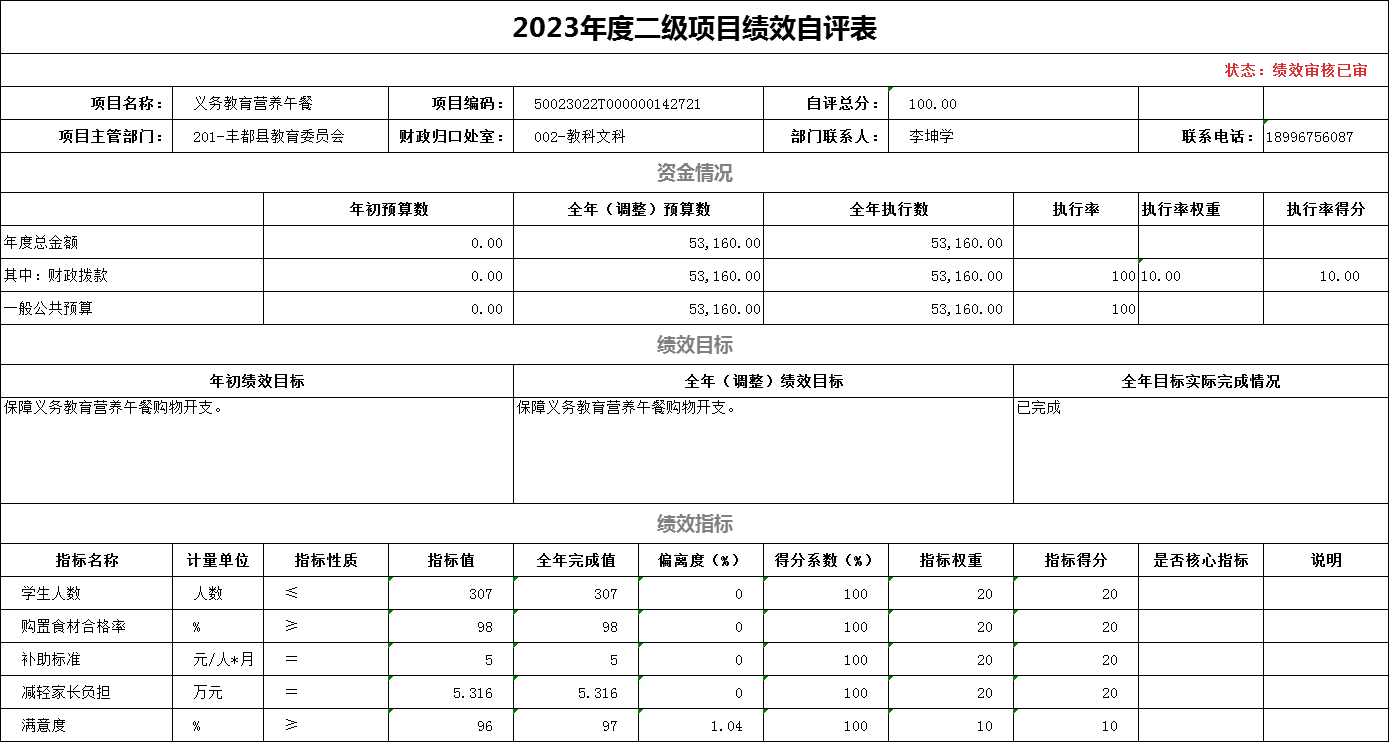 2023年度二级项目绩效自评表
状态：绩效审核已审
项目名称： 义务教育营养午餐 项目编码： 50023022T000000142721 自评总分： 100.00
项目主管部门： 201-丰都县教育委员会 财政归口处室： 002-教科文科 部门联系人： 李坤学 联系电话： 18996756087
资金情况
年初预算数 全年（调整）预算数 全年执行数 执行率 执行率权重 执行率得分
年度总金额 0.00 53,160.00 53,160.00
其中：财政拨款 0.00 53,160.00 53,160.00 100 10.00 10.00
一般公共预算 0.00 53,160.00 53,160.00 100
绩效目标
年初绩效目标 全年（调整）绩效目标 全年目标实际完成情况
保障义务教育营养午餐购物开支。 保障义务教育营养午餐购物开支。 已完成
绩效指标
指标名称 计量单位 指标性质 指标值 全年完成值 偏离度（%） 得分系数（%） 指标权重 指标得分 是否核心指标 说明
学生人数 人数 ≤ 307 307 0 100 20 20
购置食材合格率 % ≥ 98 98 0 100 20 20
补助标准 元/人*月 ＝ 5 5 0 100 20 20
减轻家长负担 万元 ＝ 5.316 5.316 0 100 20 20
满意度 % ≥ 96 97 1.04 100 10 10